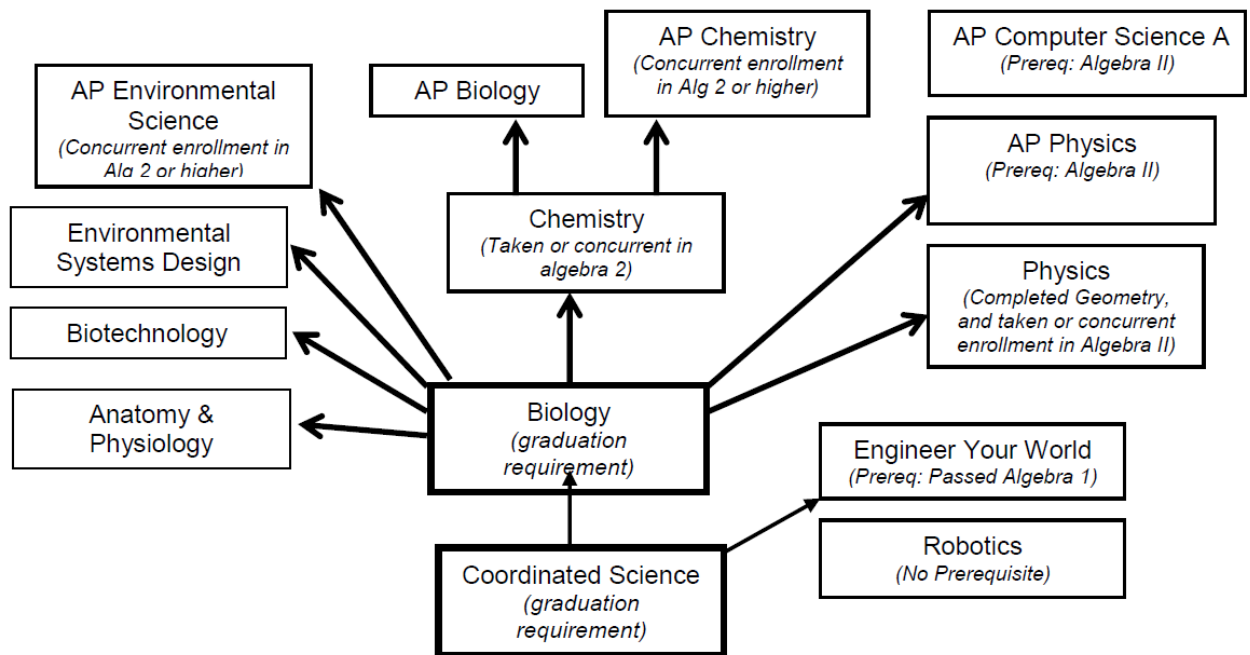 AP Chemistry
(Concurrent enrollment
in Alg 2 or higher)
AP Computer Science A
(Prereq: Algebra II)
AP Environmental
Science
(Concurrent enrollment in
Alg 2 or higher)
AP Biology
AP Physics
(Prereq: Algebra II)
Environmental
Systems Design
Chemistry
(Taken or concurrent in
algebra 2)
Physics
(Completed Geometry,
and taken or concurrent
enrollment in Algebra II)
Biotechnology
Anatomy &
Physiology
Biology
(graduation
requirement)
Engineer Your World
(Prereq: Passed Algebra 1)
Robotics
(No Prerequisite)
Coordinated Science
(graduation
requirement)